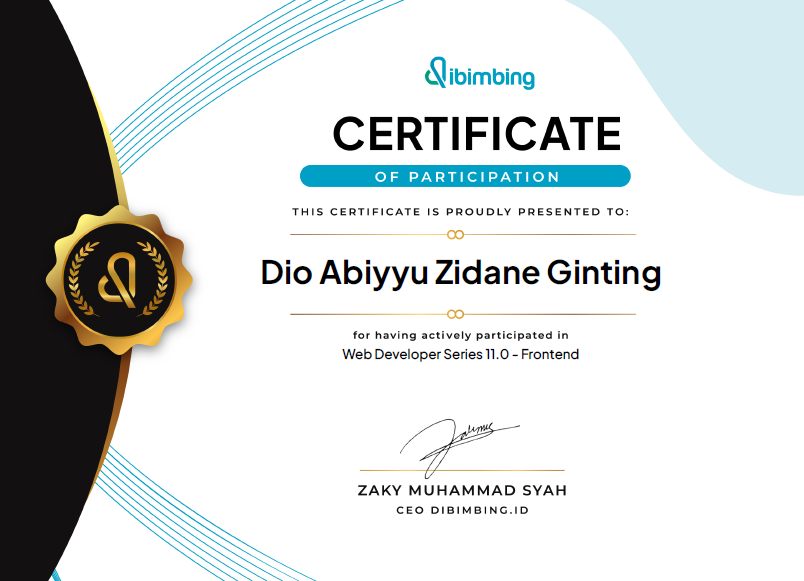 dibimbing
CERTIFICATE
OF PARTICIPATION
THIS CERTIFICATE IS PROUDLY PRESENTED TO:
Dio Abiyyu Zidane Ginting
for having actively participated in
Web Developer Series 11.0 - Frontend
ZAKY MUHAMMAD SYAH
CEO DIBIMBING.ID